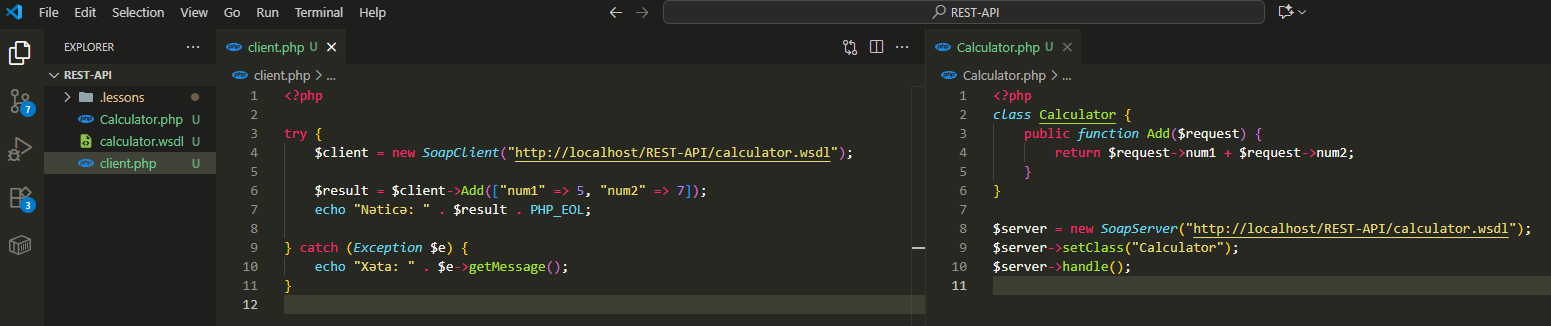 File Edit Selection View Go Run Terminal Help
REST-API
EXPLORER
REST-API
.lessons
Calculator.php U
calculator.wsdl U
client.php U
7
3
client.php U
client.php > ...
1 <?php
2
3 try {
4     $client = new SoapClient("http://localhost/REST-API/calculator.wsdl");
5
6     $result = $client->Add(["num1" => 5, "num2" => 7]);
7     echo "Nəticə: " . $result . PHP_EOL;
8
9 } catch (Exception $e) {
10     echo "Xəta: " . $e->getMessage();
11 }
12
Calculator.php U
Calculator.php > ...
1 <?php
2 class Calculator {
3     public function Add($request) {
4         return $request->num1 + $request->num2;
5     }
6 }
7
8 $server = new SoapServer("http://localhost/REST-API/calculator.wsdl");
9 $server->setClass("Calculator");
10 $server->handle();
11